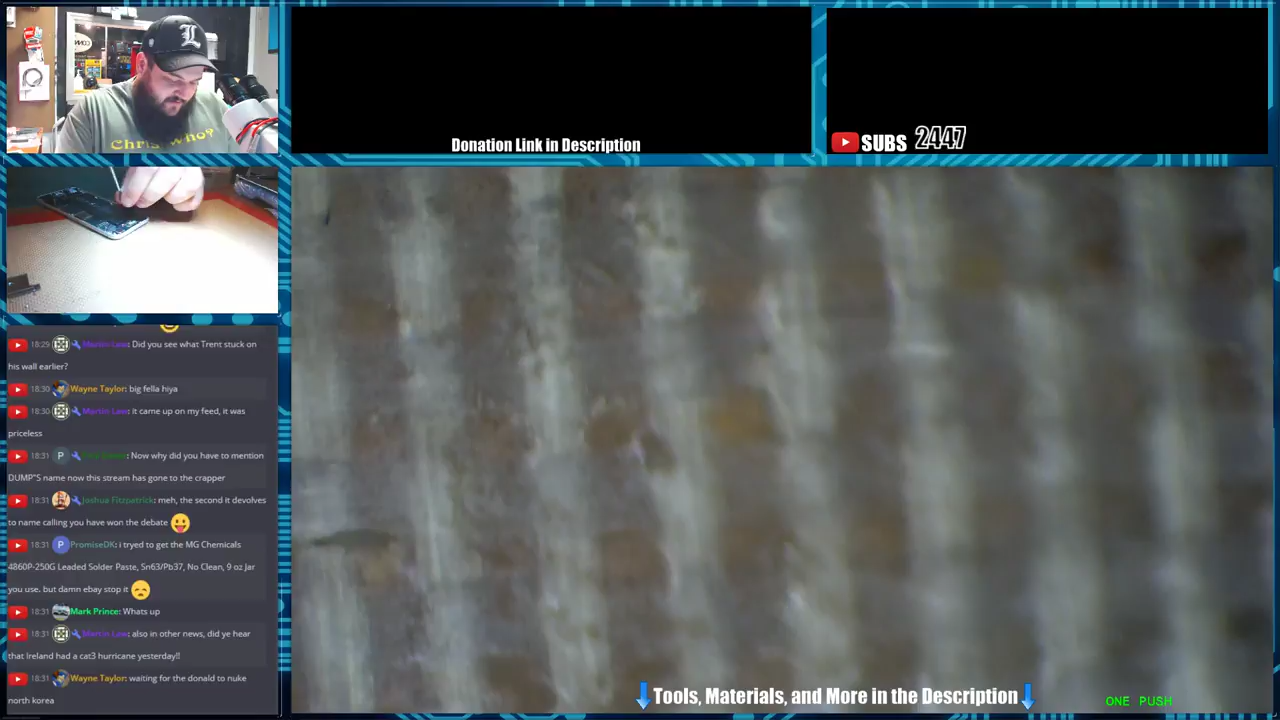 L
Chris Who?
Donation Link in Description
SUBS 2447
18:29 Martin Law: Did you see what Trent stuck on
his wall earlier?
18:30 Wayne Taylor: big fella hiya
18:30 Martin Law: it came up on my feed, it was
priceless
18:31 P Now why did you have to mention
DUMP"S name now this stream has gone to the crapper
18:31 Joshua Fitzpatrick: meh, the second it devolves
to name calling you have won the debate
18:31 P PromiseDK: i tryed to get the MG Chemicals
4860P-250G Leaded Solder Paste, Sn63/Pb37, No Clean, 9 oz Jar
you use. but damn ebay stop it
18:31 Mark Prince: Whats up
18:31 Martin Law: also in other news, did ye hear
that Ireland had a cat3 hurricane yesterday!!
18:31 Wayne Taylor: waiting for the donald to nuke
north korea
Tools, Materials, and More in the Description
ONE PUSH